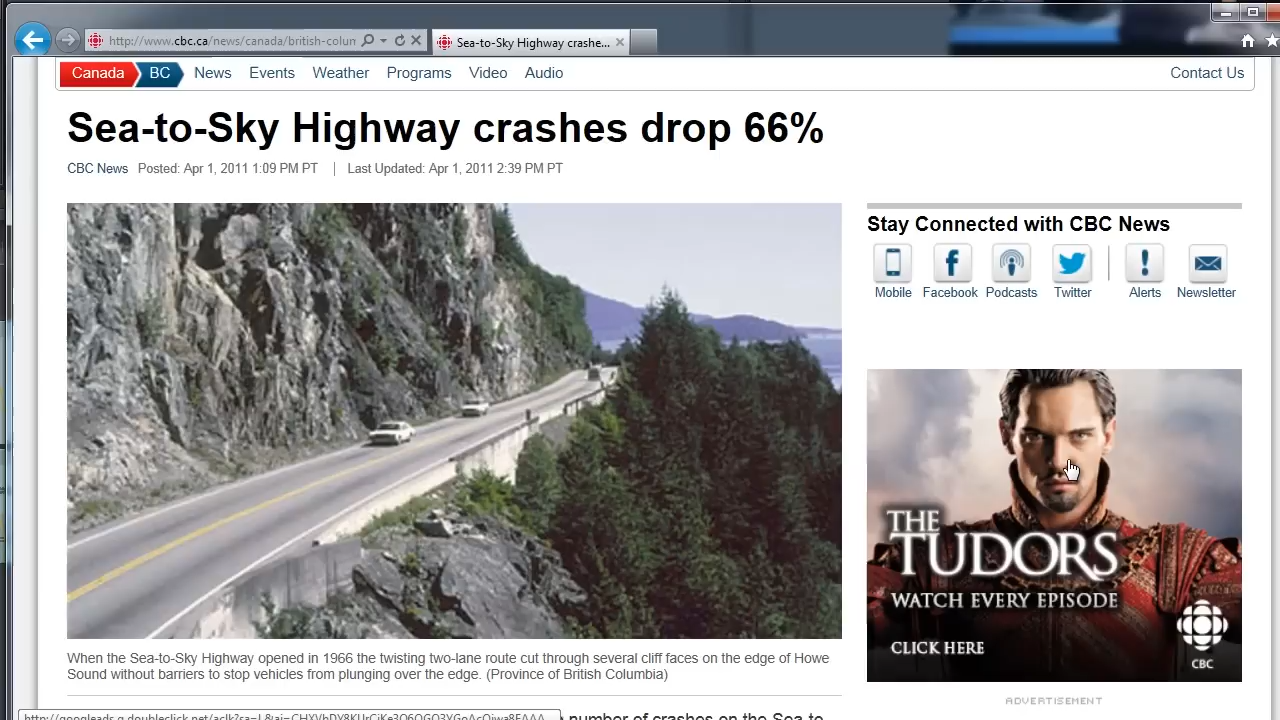 http://www.cbc.ca/news/canada/british-colun
Sea-to-Sky Highway crashe...
Canada BC News Events Weather Programs Video Audio Contact Us
Sea-to-Sky Highway crashes drop 66%
CBC News Posted: Apr 1, 2011 1:09 PM PT | Last Updated: Apr 1, 2011 2:39 PM PT
Stay Connected with CBC News
Mobile Facebook Podcasts Twitter Alerts Newsletter
THE
TUDORS
WATCH EVERY EPISODE
CLICK HERE
CBC
When the Sea-to-Sky Highway opened in 1966 the twisting two-lane route cut through several cliff faces on the edge of Howe
Sound without barriers to stop vehicles from plunging over the edge. (Province of British Columbia)
ADVERTISEMENT
number of crashes on the Sea-to